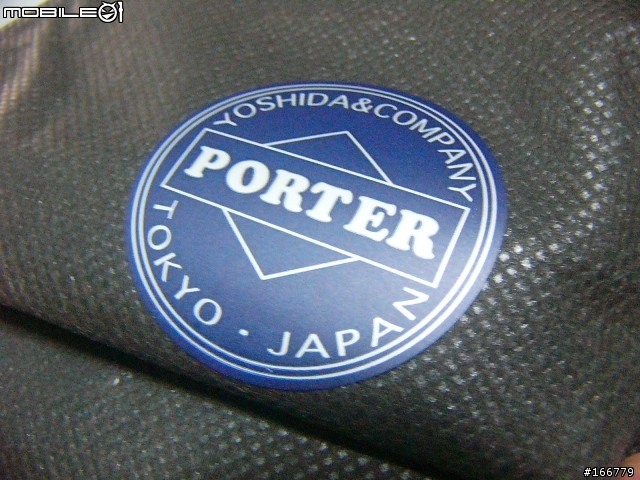 MOBILE01
YOSHIDA&COMPANY
PORTER
TOKYO・JAPAN
#166779